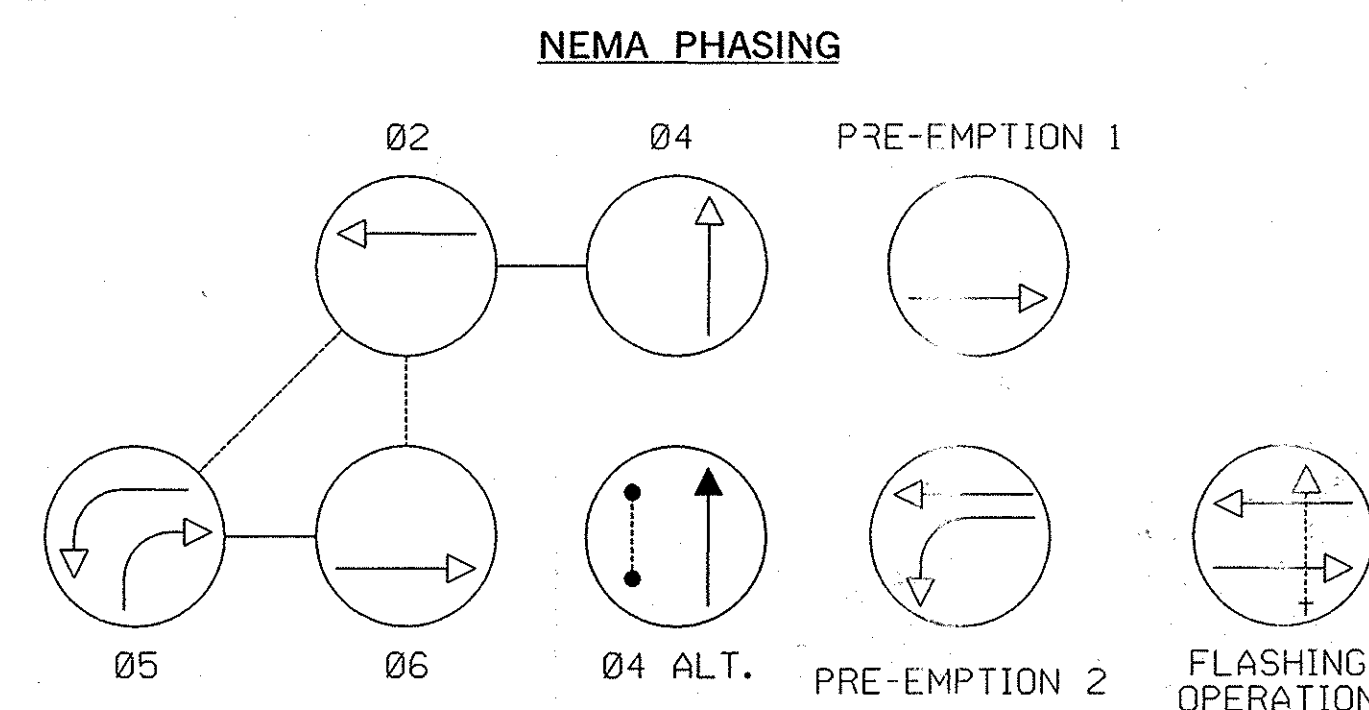 NEMA PHASING
Ø2
Ø4
PRE-EMPTION 1
Ø5
Ø6
Ø4 ALT.
PRE-EMPTION 2
FLASHING
OPERATION